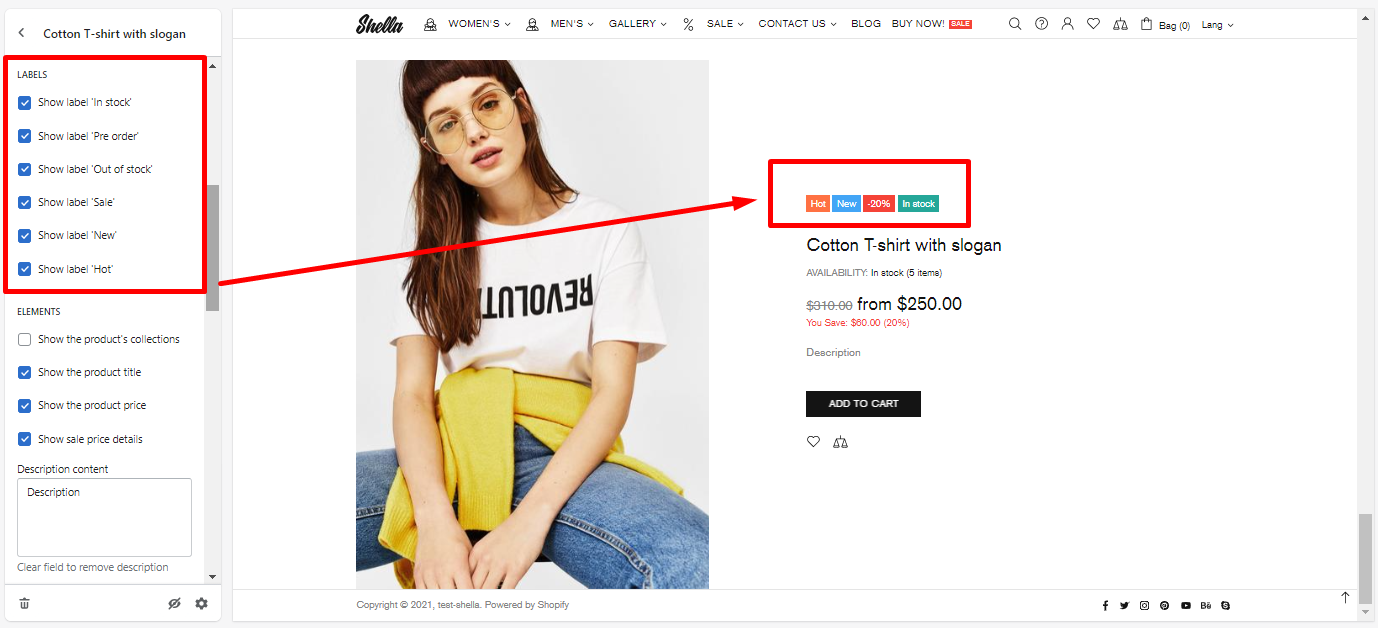 Cotton T-shirt with slogan
LABELS
Show label 'In stock'
Show label 'Pre order'
Show label 'Out of stock'
Show label 'Sale'
Show label 'New'
Show label 'Hot'
ELEMENTS
Show the product's collections
Show the product title
Show the product price
Show sale price details
Description content
Description
Clear field to remove description
Shella WOMEN'S MEN'S GALLERY % SALE CONTACT US BLOG BUY NOW! SALE Bag (0) Lang
REVOLUTI
Hot New -20% In stock
Cotton T-shirt with slogan
AVAILABILITY: In stock (5 items)
$310.00 from $250.00
You Save: $60.00 (20%)
Description
ADD TO CART
Copyright © 2021, test-shella. Powered by Shopify
Bē